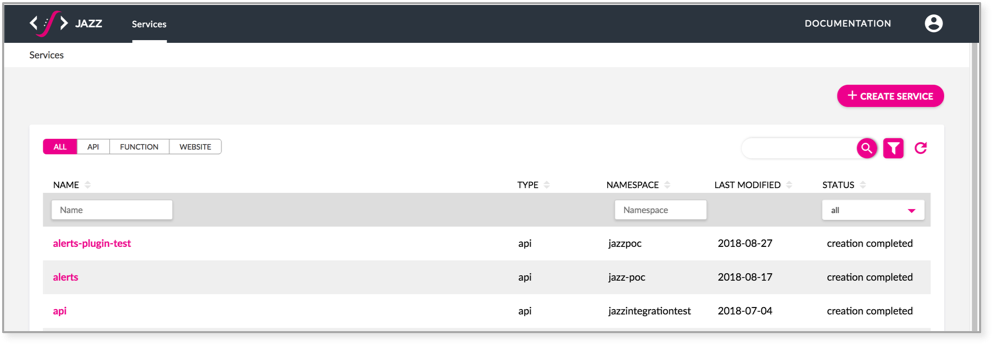 JAZZ Services DOCUMENTATION
Services
+ CREATE SERVICE
ALL API FUNCTION WEBSITE
NAME TYPE NAMESPACE LAST MODIFIED STATUS
Name Namespace all
alerts-plugin-test api jazzpoc 2018-08-27 creation completed
alerts api jazz-poc 2018-08-17 creation completed
api api jazzintegrationtest 2018-07-04 creation completed